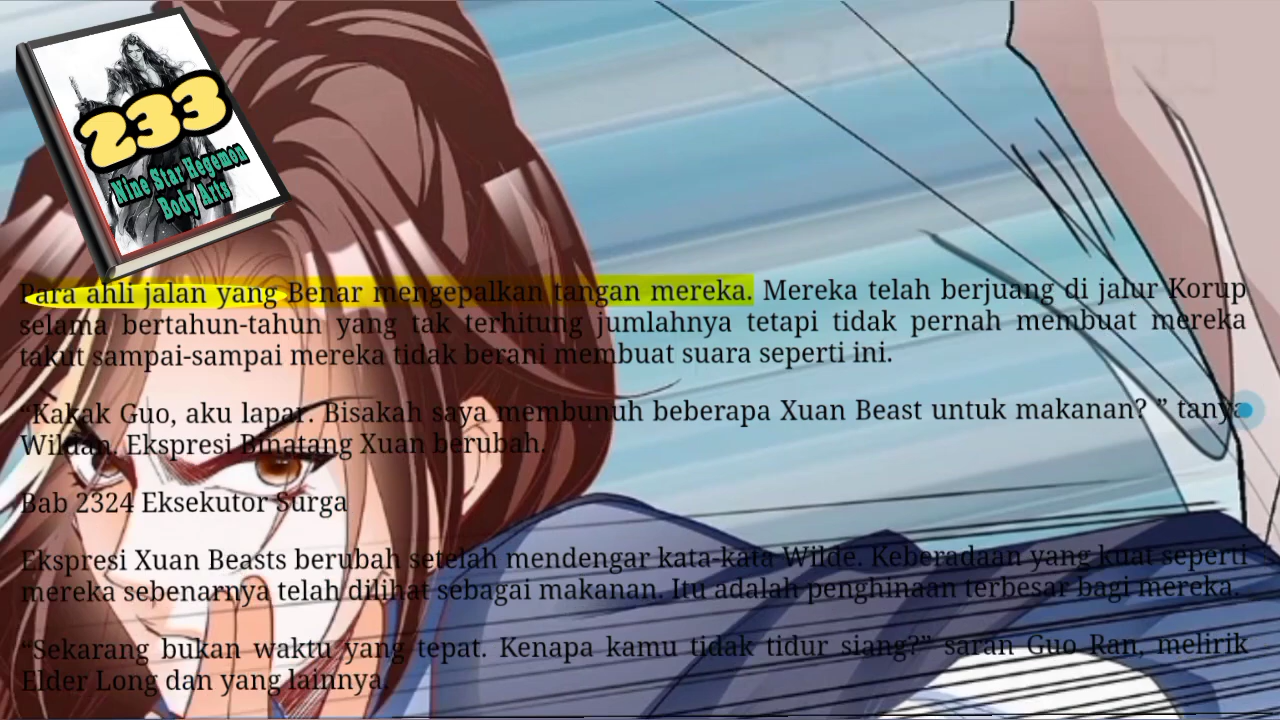 233
Nine Star Hegemon
Body Arts
Para ahli jalan yang Benar mengepalkan tangan mereka. Mereka telah berjuang di jalur Korup
selama bertahun-tahun yang tak terhitung jumlahnya tetapi tidak pernah membuat mereka
takut sampai-sampai mereka tidak berani membuat suara seperti ini.
“Kakak Guo, aku lapar. Bisakah saya membunuh beberapa Xuan Beast untuk makanan? ” tanya
Wildan. Ekspresi Binatang Xuan berubah.
Bab 2324 Eksekutor Surga
Ekspresi Xuan Beasts berubah setelah mendengar kata-kata Wilde. Keberadaan yang kuat seperti
mereka sebenarnya telah dilihat sebagai makanan. Itu adalah penghinaan terbesar bagi mereka.
“Sekarang bukan waktu yang tepat. Kenapa kamu tidak tidur siang?” saran Guo Ran, melirik
Elder Long dan yang lainnya.